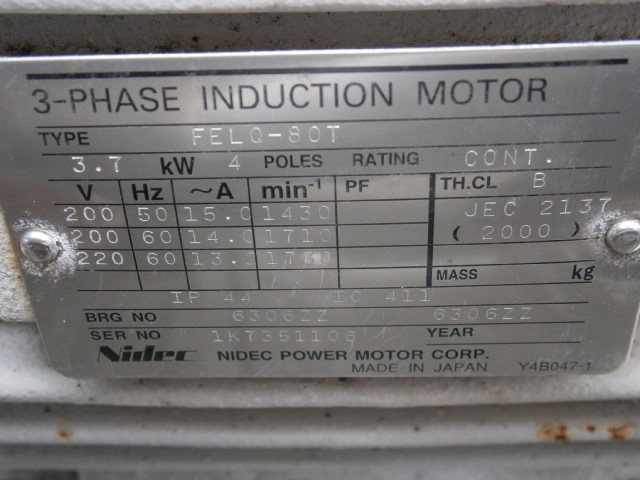 3-PHASE INDUCTION MOTOR
TYPE FELQ-80T
3.7 kW 4 POLES RATING CONT.
V Hz ~A min⁻¹ PF TH.CL B
200 50 15.0 1430 JEC 2137
200 60 14.0 1710 ( 2000 )
220 60
MASS kg
IP 44 IC 411
BRG NO 6306ZZ / 6306ZZ
SER NO 1K7351106 YEAR
Nidec NIDEC POWER MOTOR CORP.
MADE IN JAPAN Y4B047-1